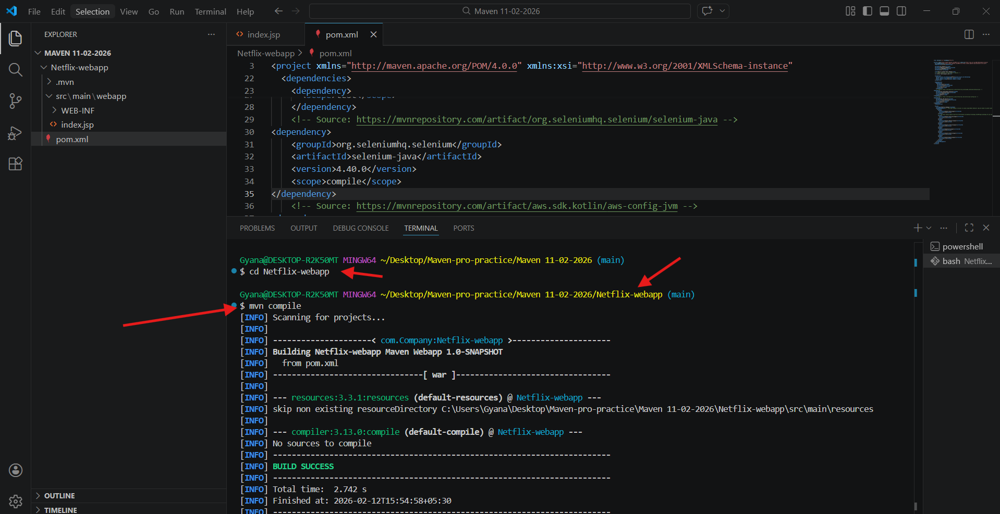 File Edit Selection View Go Run Terminal Help Maven 11-02-2026
EXPLORER
MAVEN 11-02-2026
Netflix-webapp
.mvn
src\main\webapp
WEB-INF
index.jsp
pom.xml
OUTLINE
TIMELINE
index.jsp pom.xml
Netflix-webapp > pom.xml
3 <project xmlns="http://maven.apache.org/POM/4.0.0" xmlns:xsi="http://www.w3.org/2001/XMLSchema-instance"
22 <dependencies>
23 <dependency>
28 </dependency>
29 <!-- Source: https://mvnrepository.com/artifact/org.seleniumhq.selenium/selenium-java -->
30 <dependency>
31 <groupId>org.seleniumhq.selenium</groupId>
32 <artifactId>selenium-java</artifactId>
33 <version>4.40.0</version>
34 <scope>compile</scope>
35 </dependency>
36 <!-- Source: https://mvnrepository.com/artifact/aws.sdk.kotlin/aws-config-jvm -->
PROBLEMS OUTPUT DEBUG CONSOLE TERMINAL PORTS
powershell
bash Netflix...
Gyana@DESKTOP-R2K50MT MINGW64 ~/Desktop/Maven-pro-practice/Maven 11-02-2026 (main)
$ cd Netflix-webapp
Gyana@DESKTOP-R2K50MT MINGW64 ~/Desktop/Maven-pro-practice/Maven 11-02-2026/Netflix-webapp (main)
$ mvn compile
[INFO] Scanning for projects...
[INFO]
[INFO] ---------------------< com.Company:Netflix-webapp >---------------------
[INFO] Building Netflix-webapp Maven Webapp 1.0-SNAPSHOT
[INFO] from pom.xml
[INFO] --------------------------------[ war ]---------------------------------
[INFO]
[INFO] --- resources:3.3.1:resources (default-resources) @ Netflix-webapp ---
[INFO] skip non existing resourceDirectory C:\Users\Gyana\Desktop\Maven-pro-practice\Maven 11-02-2026\Netflix-webapp\src\main\resources
[INFO]
[INFO] --- compiler:3.13.0:compile (default-compile) @ Netflix-webapp ---
[INFO] No sources to compile
[INFO] ------------------------------------------------------------------------
[INFO] BUILD SUCCESS
[INFO] ------------------------------------------------------------------------
[INFO] Total time: 2.742 s
[INFO] Finished at: 2026-02-12T15:54:58+05:30
[INFO] ------------------------------------------------------------------------